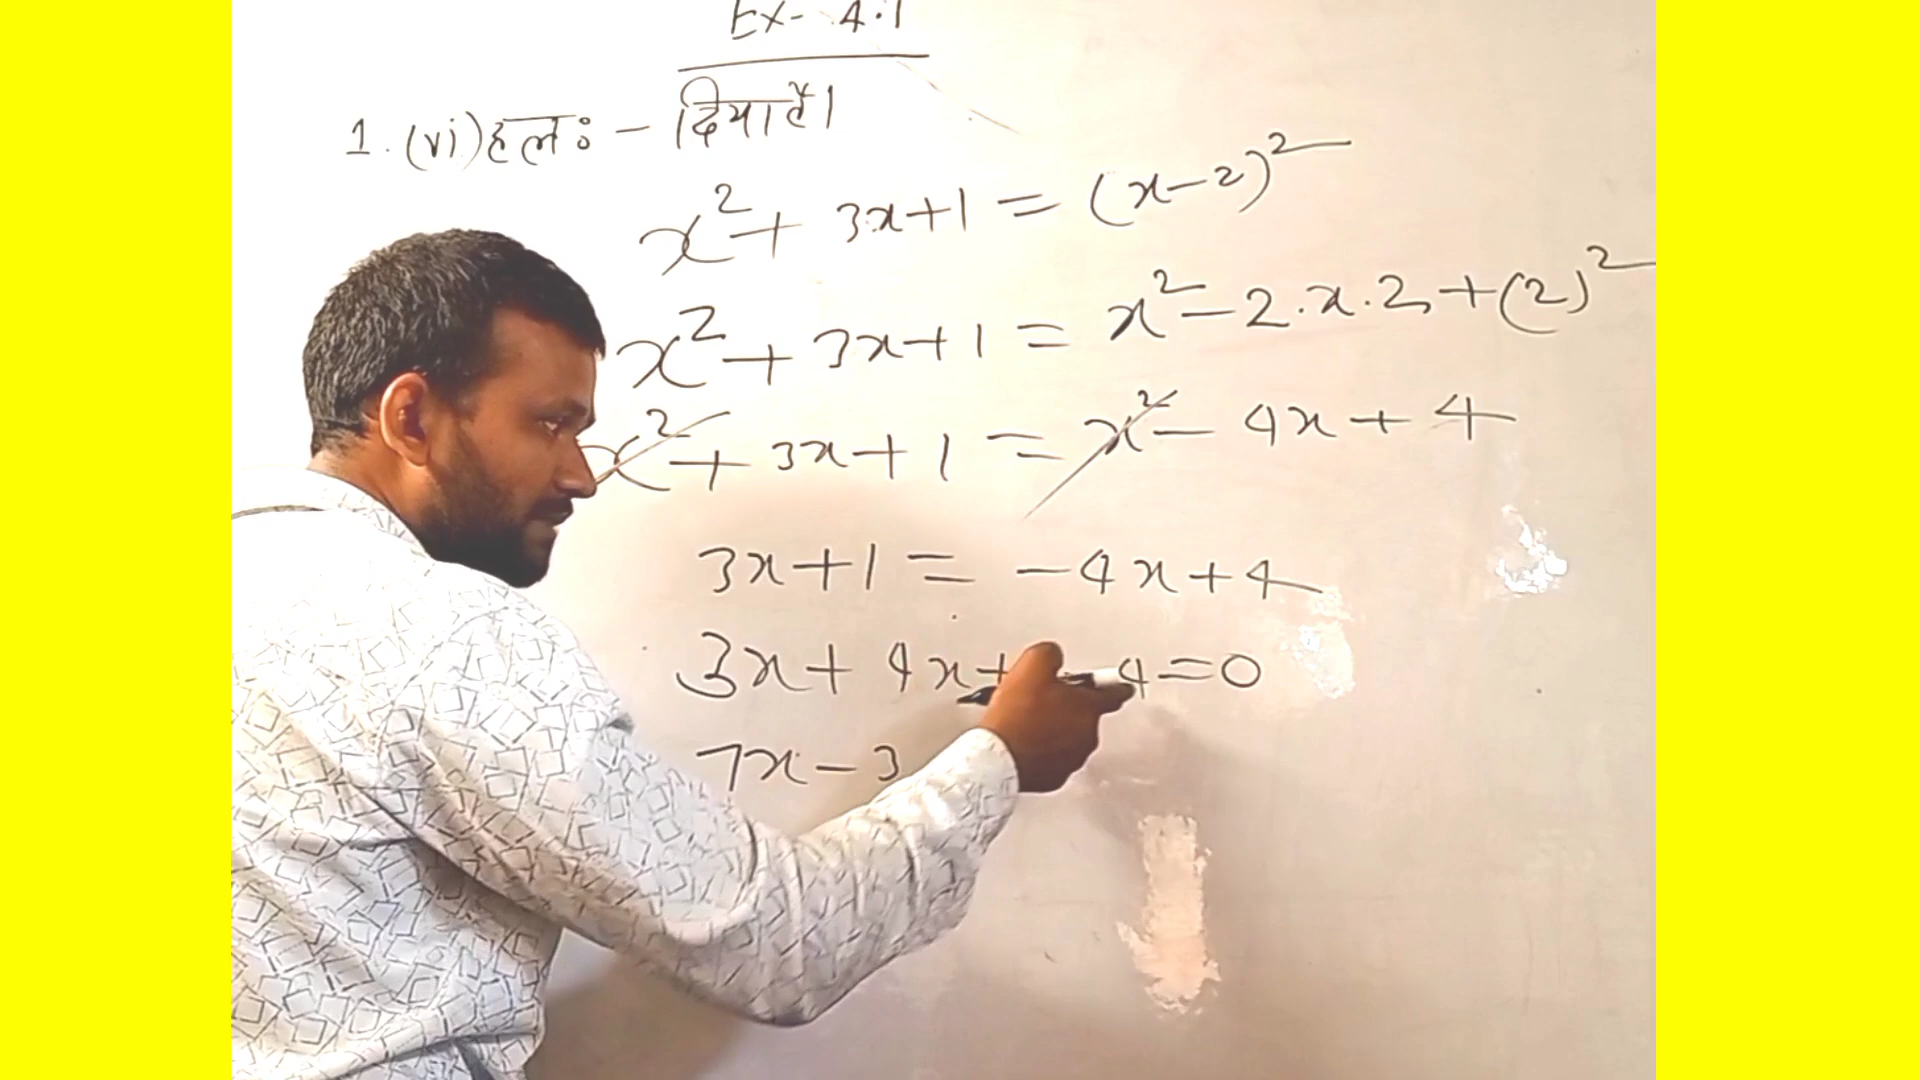 Ex- 4.1
1. (vi) हलः – दिया है।
x² + 3x+1 = (x-2)²
x² + 3x+1 = x² - 2.x.2 + (2)²
x² + 3x+1 = x² - 4x + 4
3x+1 = -4x+4
3x+ 4x+ - 4=0
7x-3